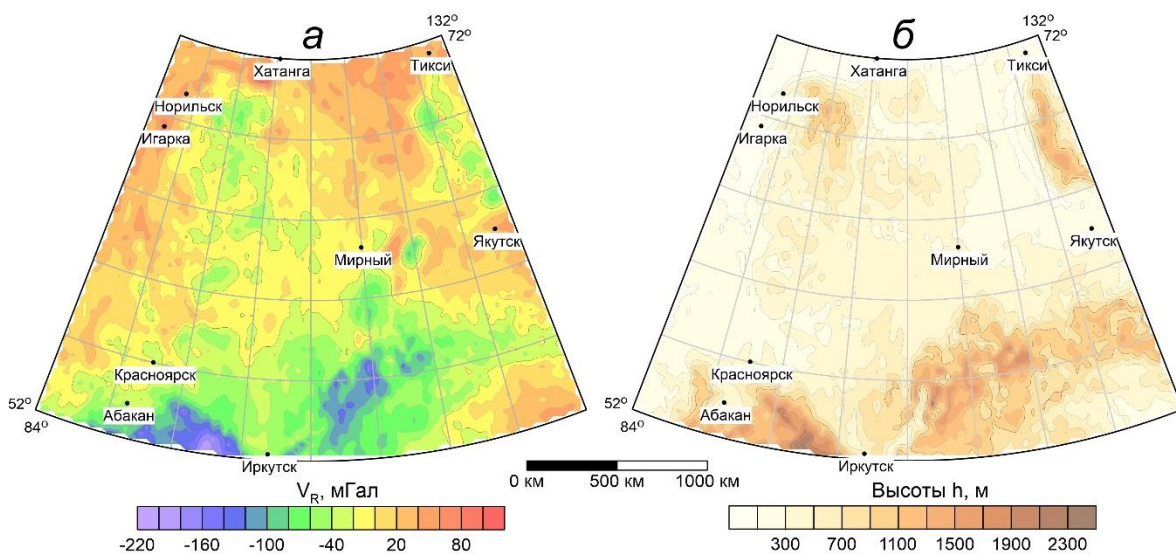 а
132°
72°
Хатанга
Тикси
Норильск
Игарка
Якутск
Мирный
Красноярск
Абакан
52°
84°
Иркутск
б
132°
72°
Хатанга
Тикси
Норильск
Игарка
Якутск
Мирный
Красноярск
Абакан
52°
84°
Иркутск
0 км 500 км 1000 км
V_R, мГал
-220 -160 -100 -40 20 80
Высоты h, м
300 700 1100 1500 1900 2300